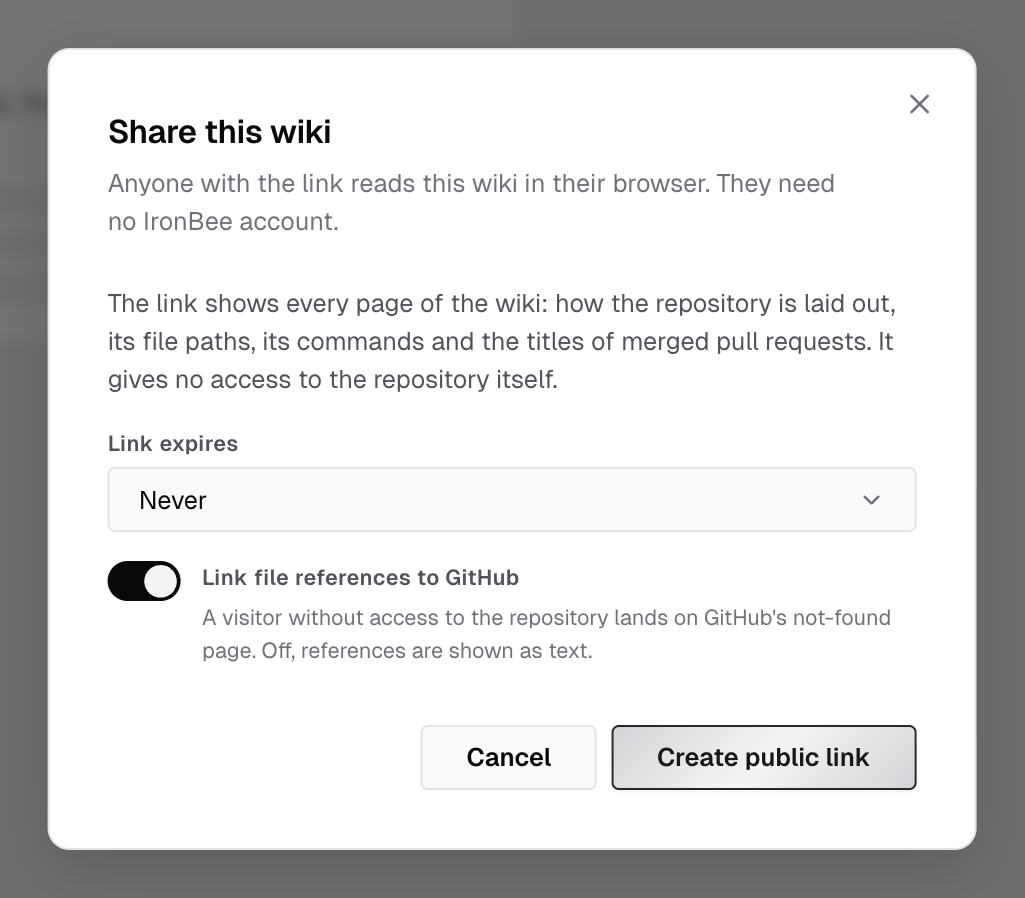 Share this wiki
Anyone with the link reads this wiki in their browser. They need
no IronBee account.
The link shows every page of the wiki: how the repository is laid out,
its file paths, its commands and the titles of merged pull requests. It
gives no access to the repository itself.
Link expires
Never
Link file references to GitHub
A visitor without access to the repository lands on GitHub's not-found
page. Off, references are shown as text.
Cancel
Create public link